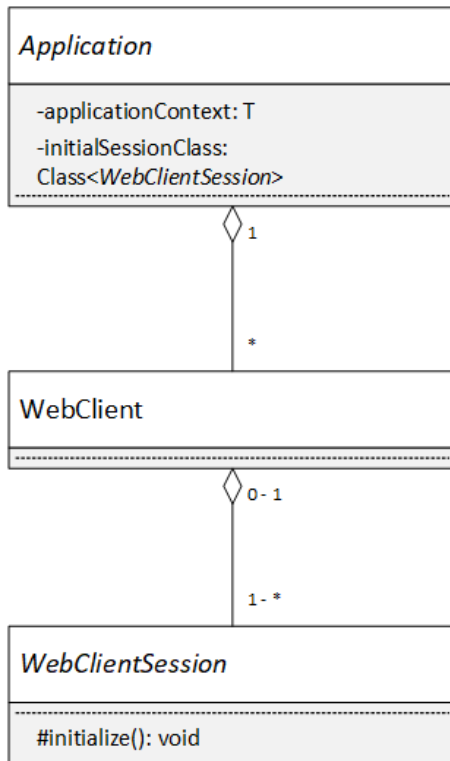 Application
-applicationContext: T
-initialSessionClass:
Class<WebClientSession>
1
*
WebClient
0 - 1
1 - *
WebClientSession
#initialize(): void